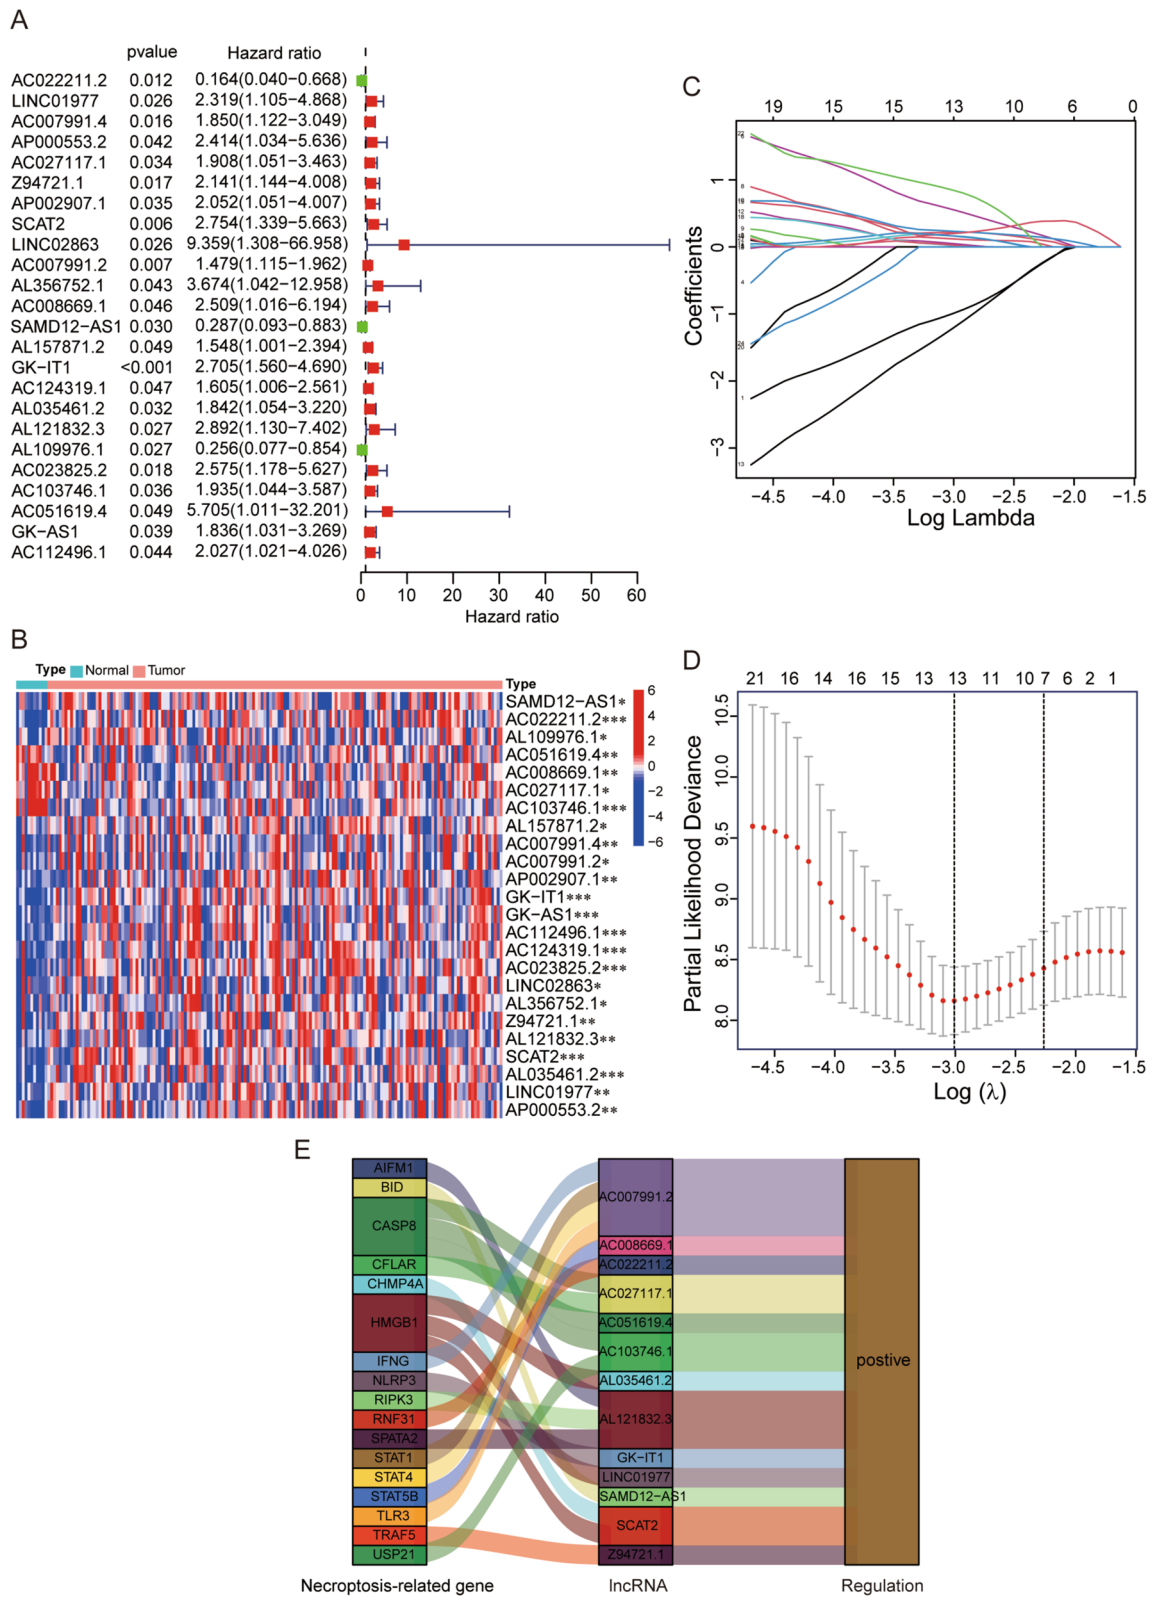 A
pvalue Hazard ratio
AC022211.2 0.012 0.164(0.040−0.668)
LINC01977 0.026 2.319(1.105−4.868)
AC007991.4 0.016 1.850(1.122−3.049)
AP000553.2 0.042 2.414(1.034−5.636)
AC027117.1 0.034 1.908(1.051−3.463)
Z94721.1 0.017 2.141(1.144−4.008)
AP002907.1 0.035 2.052(1.051−4.007)
SCAT2 0.006 2.754(1.339−5.663)
LINC02863 0.026 9.359(1.308−66.958)
AC007991.2 0.007 1.479(1.115−1.962)
AL356752.1 0.043 3.674(1.042−12.958)
AC008669.1 0.046 2.509(1.016−6.194)
SAMD12−AS1 0.030 0.287(0.093−0.883)
AL157871.2 0.049 1.548(1.001−2.394)
GK−IT1 <0.001 2.705(1.560−4.690)
AC124319.1 0.047 1.605(1.006−2.561)
AL035461.2 0.032 1.842(1.054−3.220)
AL121832.3 0.027 2.892(1.130−7.402)
AL109976.1 0.027 0.256(0.077−0.854)
AC023825.2 0.018 2.575(1.178−5.627)
AC103746.1 0.036 1.935(1.044−3.587)
AC051619.4 0.049 5.705(1.011−32.201)
GK−AS1 0.039 1.836(1.031−3.269)
AC112496.1 0.044 2.027(1.021−4.026)
0 10 20 30 40 50 60
Hazard ratio
B
Type Normal Tumor
Type
SAMD12−AS1*
AC022211.2***
AL109976.1*
AC051619.4**
AC008669.1**
AC027117.1*
AC103746.1***
AL157871.2*
AC007991.4**
AC007991.2*
AP002907.1**
GK−IT1***
GK−AS1***
AC112496.1***
AC124319.1***
AC023825.2***
LINC02863*
AL356752.1*
Z94721.1**
AL121832.3**
SCAT2***
AL035461.2***
LINC01977**
AP000553.2**
6
4
2
0
−2
−4
−6
C
19 15 15 13 10 6 0
Coefficients
1
0
−1
−2
−3
−4.5 −4.0 −3.5 −3.0 −2.5 −2.0 −1.5
Log Lambda
D
21 16 14 16 15 13 13 11 10 7 6 2 1
Partial Likelihood Deviance
10.5
10.0
9.5
9.0
8.5
8.0
−4.5 −4.0 −3.5 −3.0 −2.5 −2.0 −1.5
Log (λ)
E
AIFM1
BID
CASP8
CFLAR
CHMP4A
HMGB1
IFNG
NLRP3
RIPK3
RNF31
SPATA2
STAT1
STAT4
STAT5B
TLR3
TRAF5
USP21
AC007991.2
AC008669.1
AC022211.2
AC027117.1
AC051619.4
AC103746.1
AL035461.2
AL121832.3
GK−IT1
LINC01977
SAMD12−AS1
SCAT2
Z94721.1
postive
Necroptosis-related gene lncRNA Regulation